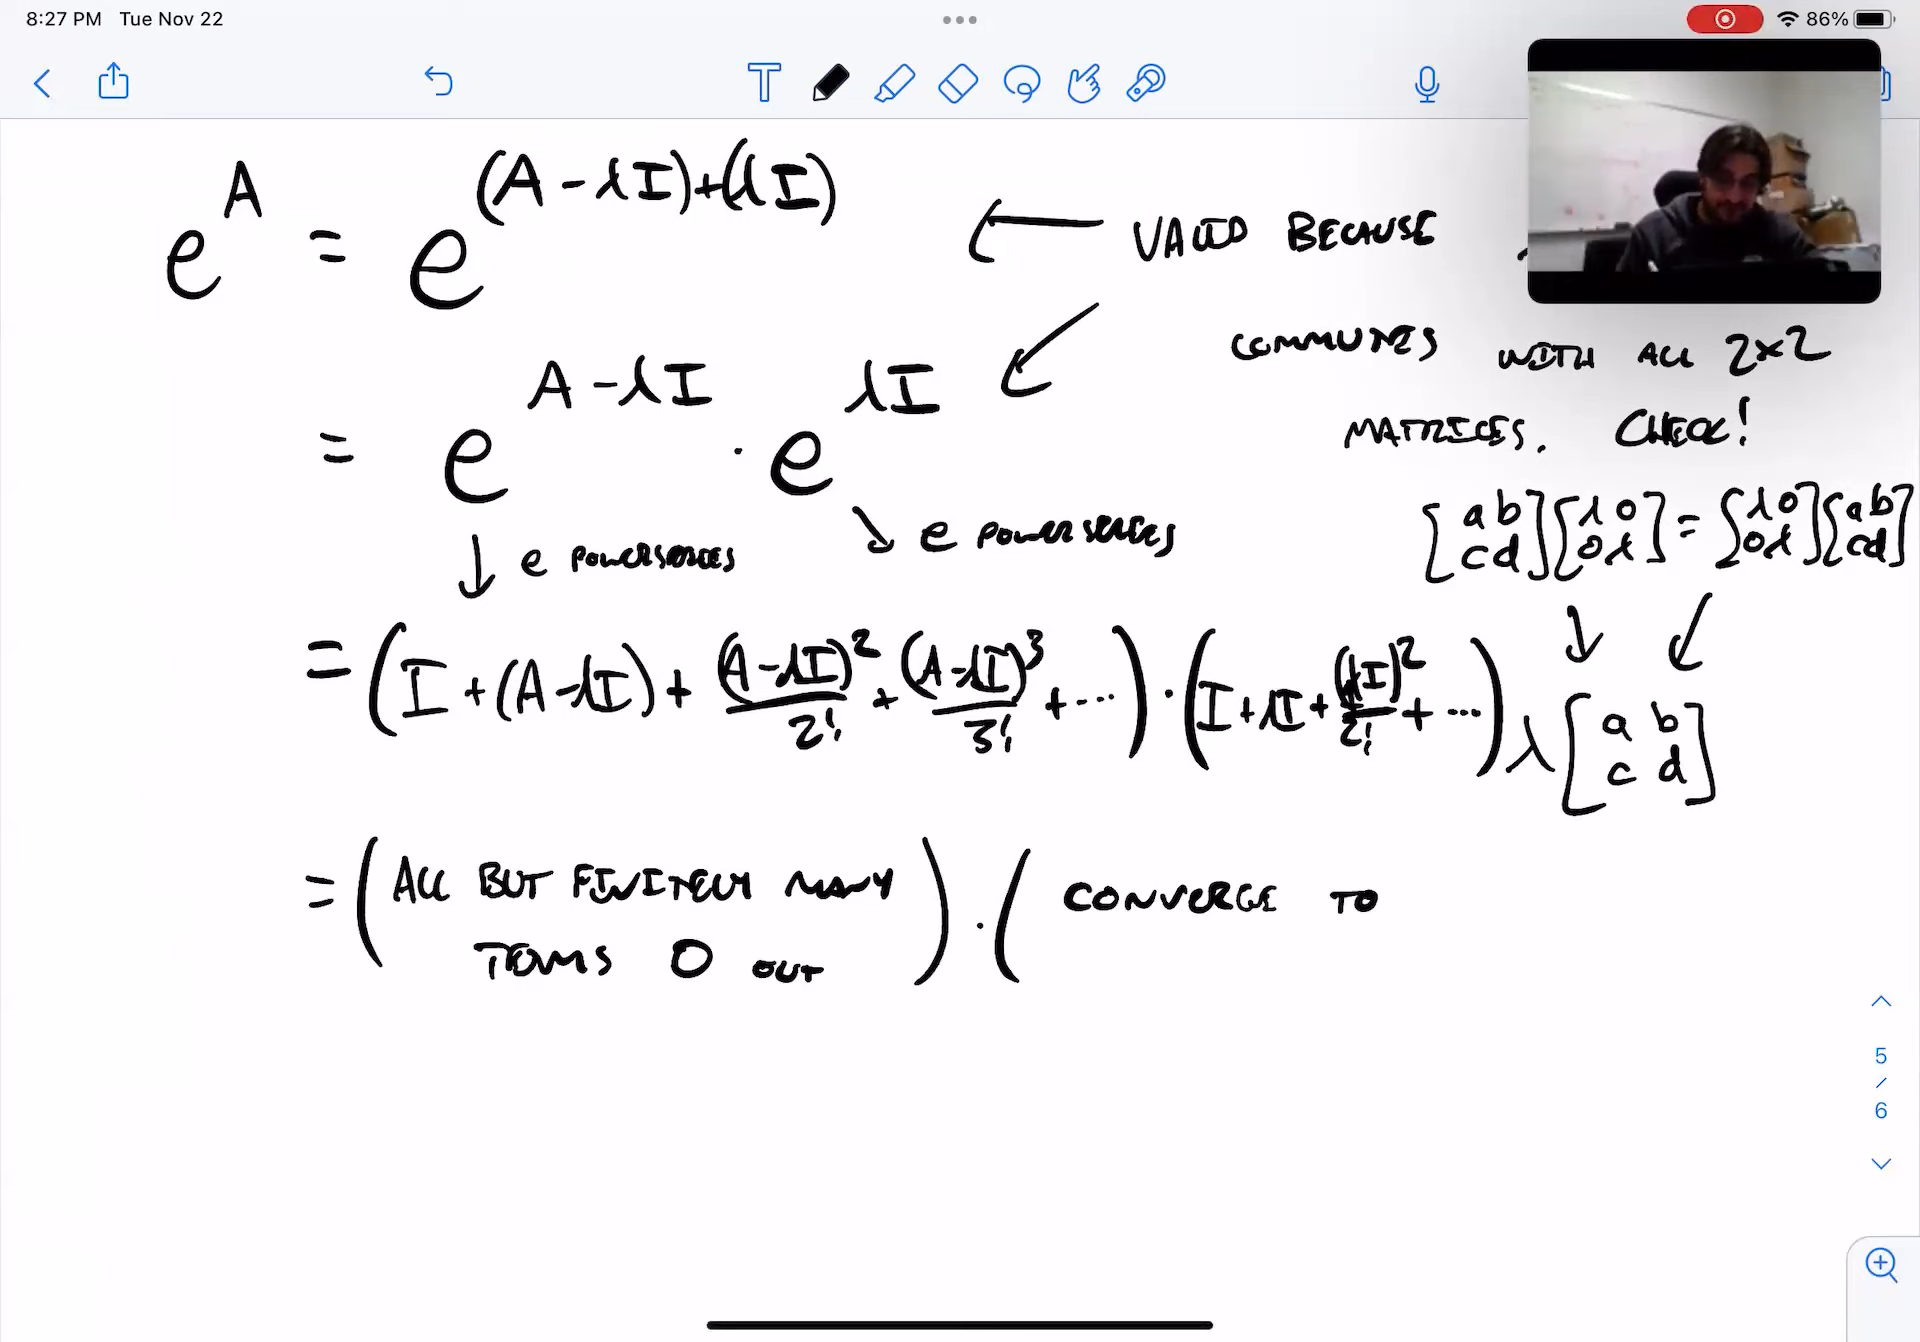 8:27 PM Tue Nov 22
86%
e^A = e^{(A-λI)+(λI)}
VALID BECAUSE
COMMUTES WITH ALL 2×2
MATRICES. CHECK!
= e^{A-λI} · e^{λI}
↓ e POWERSERIES
↘ e POWERSERIES
[a b; c d][λ 0; 0 λ] = [λ 0; 0 λ][a b; c d]
= (I + (A-λI) + (A-λI)²/2! + (A-λI)³/3! + ···) · (I + λI + (λI)²/2! + ···)
λ[a b; c d]
= (ALL BUT FINITELY MANY TERMS 0 OUT) · (CONVERGE TO
5
/
6